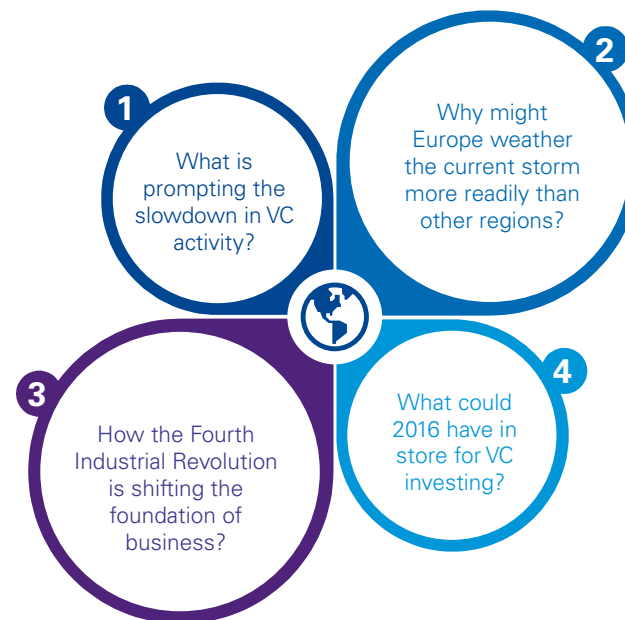 1
What is
prompting the
slowdown in VC
activity?
2
Why might
Europe weather
the current storm
more readily than
other regions?
3
How the Fourth
Industrial Revolution
is shifting the
foundation of
business?
4
What could
2016 have in
store for VC
investing?